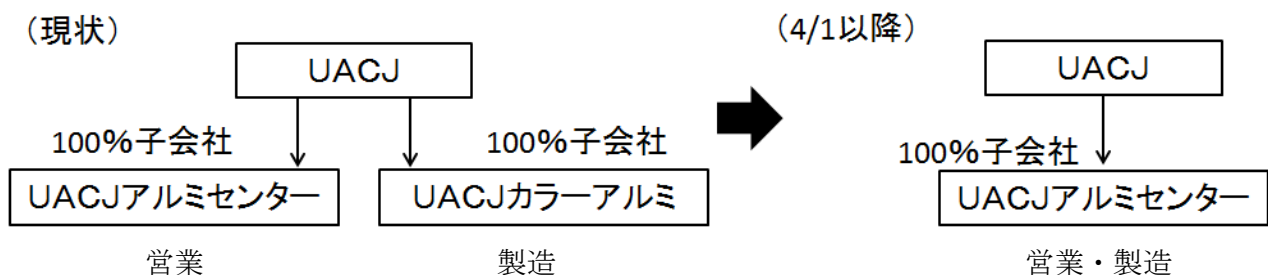 （現状）
ＵＡＣＪ
100%子会社
100%子会社
ＵＡＣＪアルミセンター
ＵＡＣＪカラーアルミ
営業
製造
（4/1以降）
ＵＡＣＪ
100%子会社
ＵＡＣＪアルミセンター
営業・製造